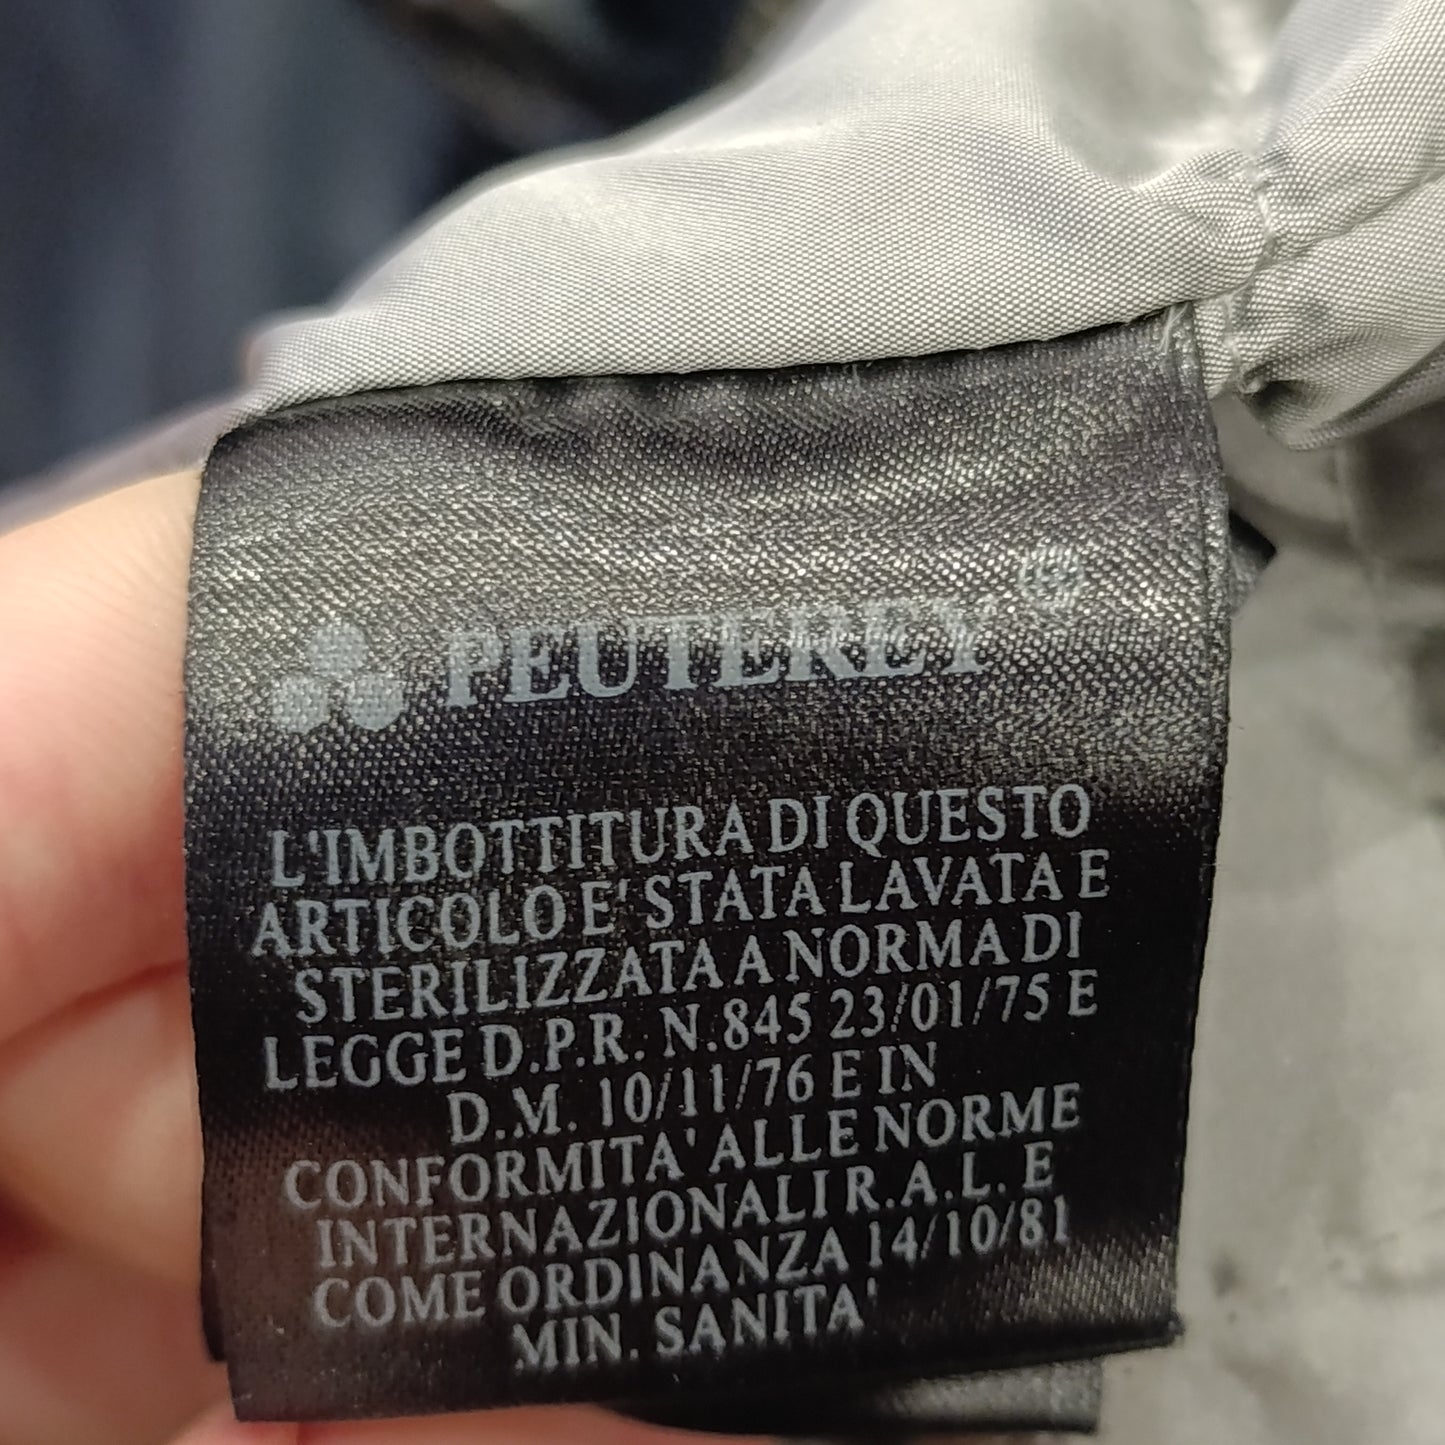 PEUTEREY
L'IMBOTTITURA DI QUESTO
ARTICOLO E' STATA LAVATA E
STERILIZZATA A NORMA DI
LEGGE D.P.R. N.845 23/01/75 E
D..M. 10/11/76 E IN
CONFORMITA' ALLE NORME
INTERNAZIONALI R.A.L. E
COME ORDINANZA 14/10/81
MIN. SANITA'